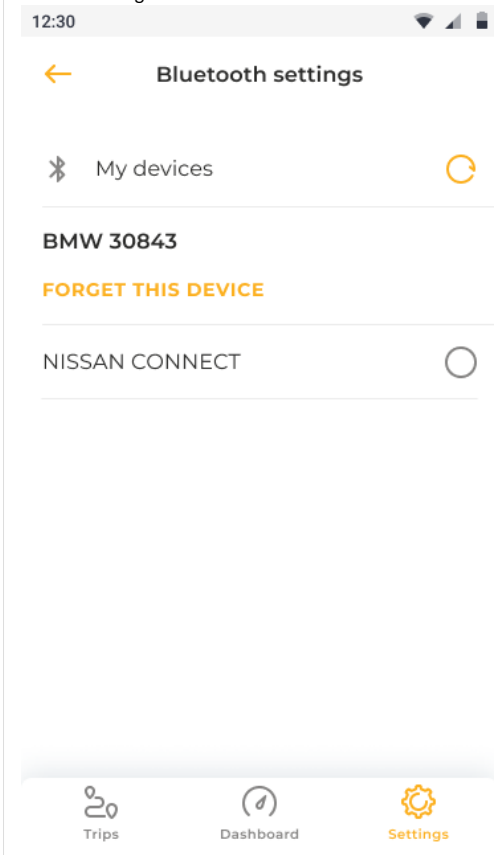 12:30
Bluetooth settings
My devices
BMW 30843
FORGET THIS DEVICE
NISSAN CONNECT
Trips
Dashboard
Settings